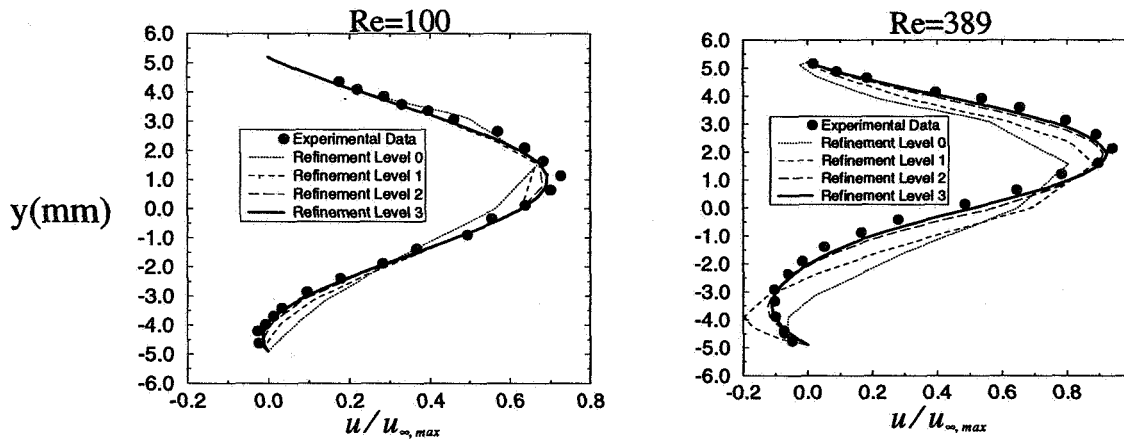 Re=100
6.0
5.0
4.0
3.0
2.0
1.0
0.0
-1.0
-2.0
-3.0
-4.0
-5.0
-6.0
y(mm)
Experimental Data
Refinement Level 0
Refinement Level 1
Refinement Level 2
Refinement Level 3
-0.2 0.0 0.2 0.4 0.6 0.8
u/u∞,max
Re=389
6.0
5.0
4.0
3.0
2.0
1.0
0.0
-1.0
-2.0
-3.0
-4.0
-5.0
-6.0
Experimental Data
Refinement Level 0
Refinement Level 1
Refinement Level 2
Refinement Level 3
-0.2 0.0 0.2 0.4 0.6 0.8
u/u∞,max